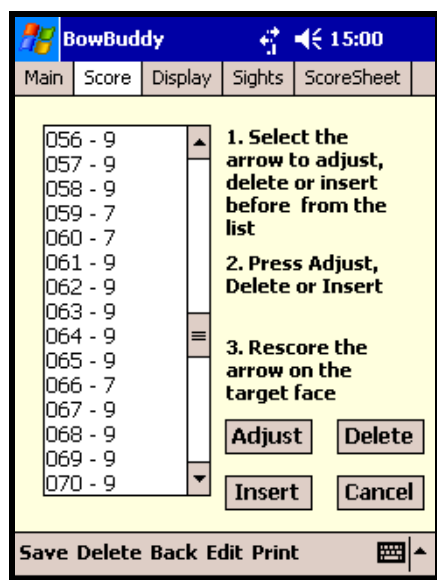 BowBuddy 15:00
Main Score Display Sights ScoreSheet
056 - 9
057 - 9
058 - 9
059 - 7
060 - 7
061 - 9
062 - 9
063 - 9
064 - 9
065 - 9
066 - 7
067 - 9
068 - 9
069 - 9
070 - 9
1. Select the
arrow to adjust,
delete or insert
before from the
list
2. Press Adjust,
Delete or Insert
3. Rescore the
arrow on the
target face
Adjust Delete
Insert Cancel
Save Delete Back Edit Print